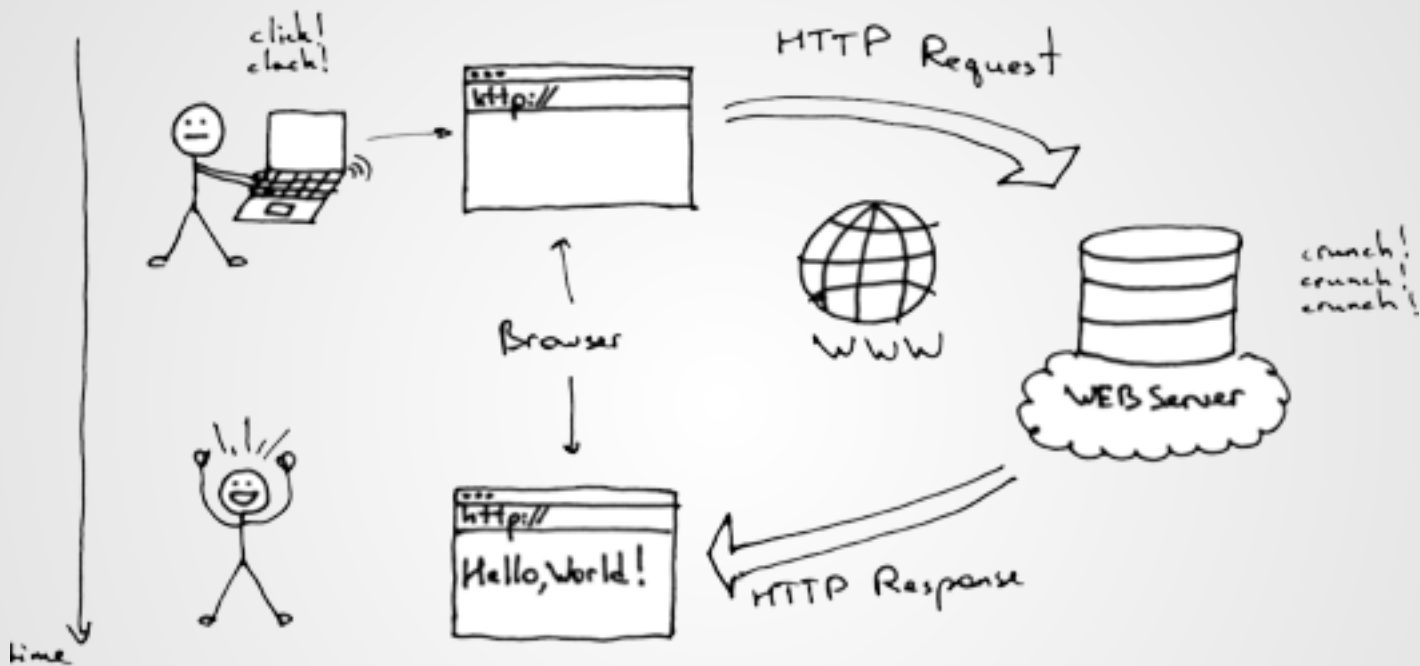 click!
clack!
http://
HTTP Request
crunch!
crunch!
crunch!
Browser
WWW
WEB Server
http://
Hello, World!
HTTP Response
time